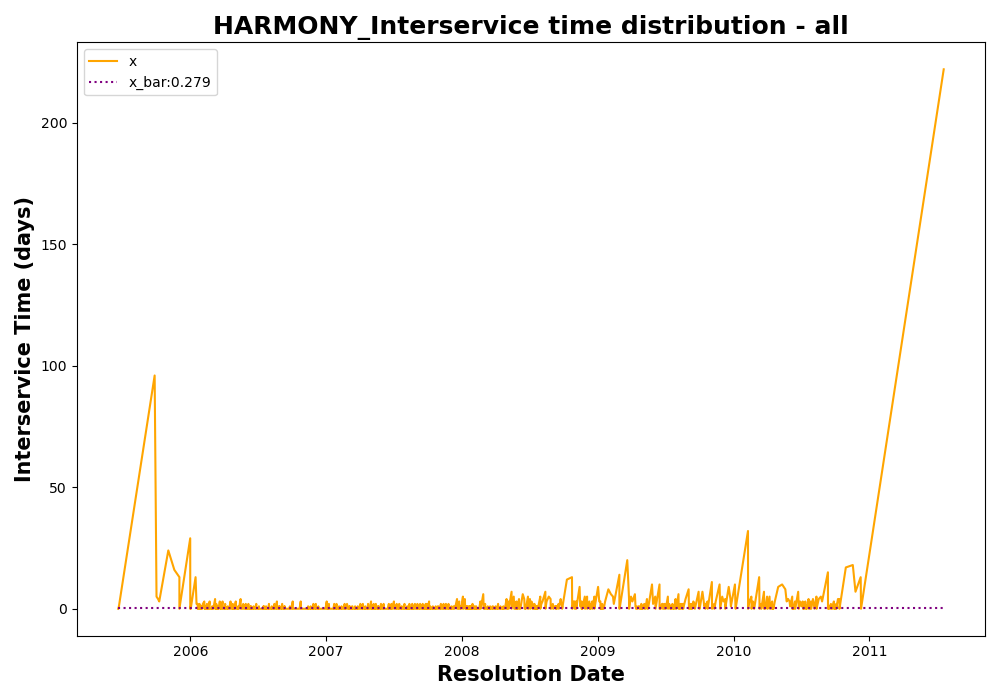 HARMONY_Interservice time distribution - all
x
x_bar:0.279
Interservice Time (days)
200
150
100
50
0
2006 2007 2008 2009 2010 2011
Resolution Date